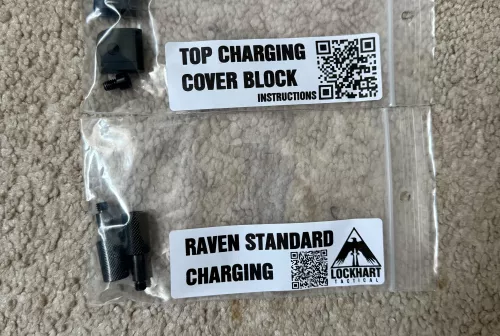 TOP CHARGING
COVER BLOCK
INSTRUCTIONS
RAVEN STANDARD
CHARGING
LOCKHART
TACTICAL